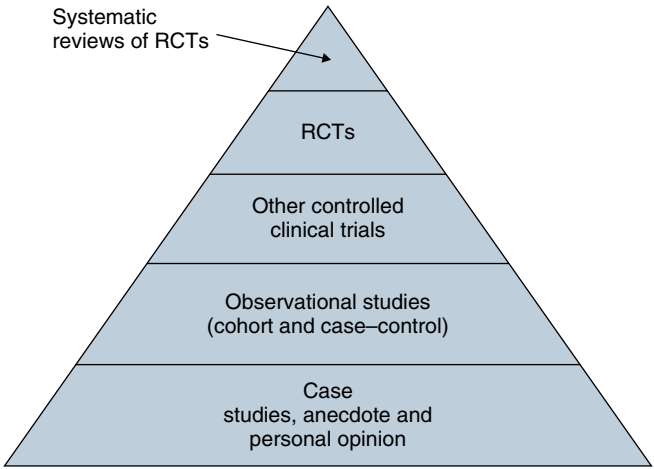 Systematic
reviews of RCTs
RCTs
Other controlled
clinical trials
Observational studies
(cohort and case–control)
Case
studies, anecdote and
personal opinion